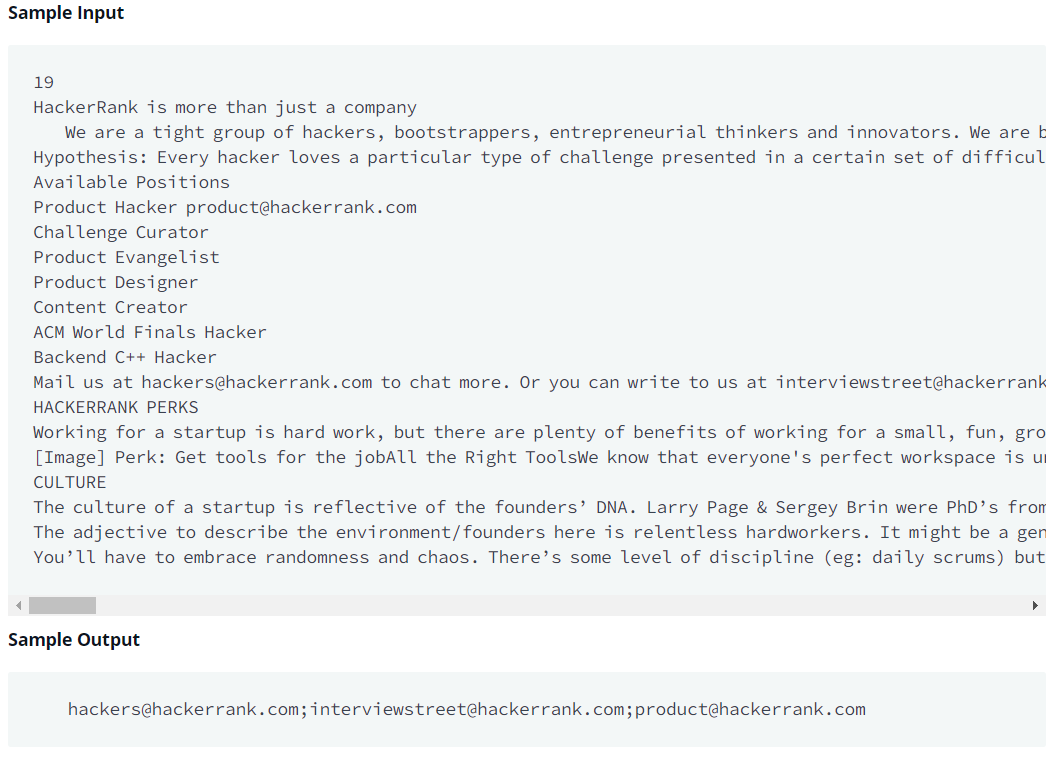 Sample Input
19
HackerRank is more than just a company
We are a tight group of hackers, bootstrappers, entrepreneurial thinkers and innovators. We are b
Hypothesis: Every hacker loves a particular type of challenge presented in a certain set of difficul
Available Positions
Product Hacker product@hackerrank.com
Challenge Curator
Product Evangelist
Product Designer
Content Creator
ACM World Finals Hacker
Backend C++ Hacker
Mail us at hackers@hackerrank.com to chat more. Or you can write to us at interviewstreet@hackerrank
HACKERRANK PERKS
Working for a startup is hard work, but there are plenty of benefits of working for a small, fun, gro
[Image] Perk: Get tools for the jobAll the Right ToolsWe know that everyone's perfect workspace is u
CULTURE
The culture of a startup is reflective of the founders’ DNA. Larry Page & Sergey Brin were PhD’s from
The adjective to describe the environment/founders here is relentless hardworkers. It might be a gen
You’ll have to embrace randomness and chaos. There’s some level of discipline (eg: daily scrums) but
Sample Output
hackers@hackerrank.com;interviewstreet@hackerrank.com;product@hackerrank.com